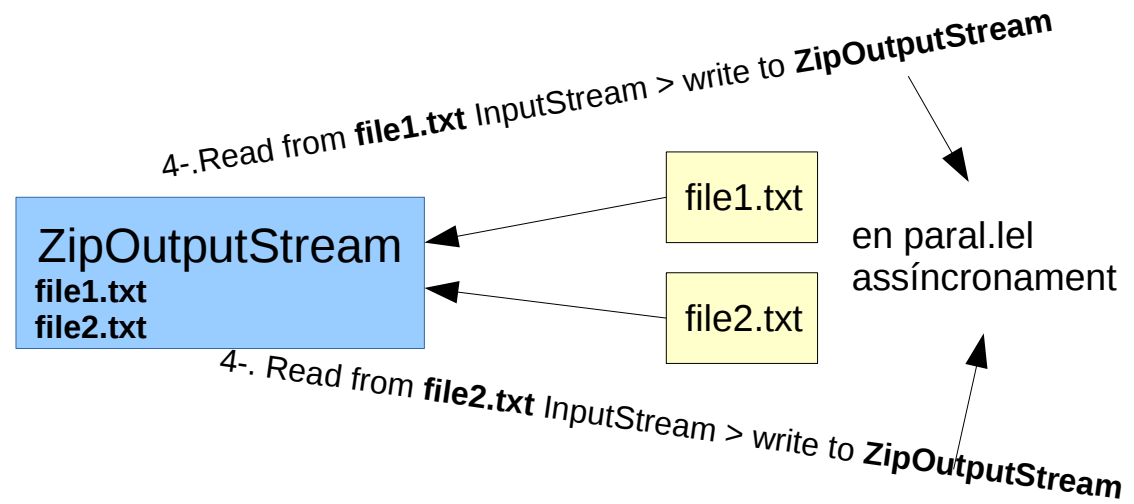 4-.Read from file1.txt InputStream > write to ZipOutputStream
ZipOutputStream
file1.txt
file2.txt
file1.txt
file2.txt
en paral.lel
assíncronament
4-. Read from file2.txt InputStream > write to ZipOutputStream